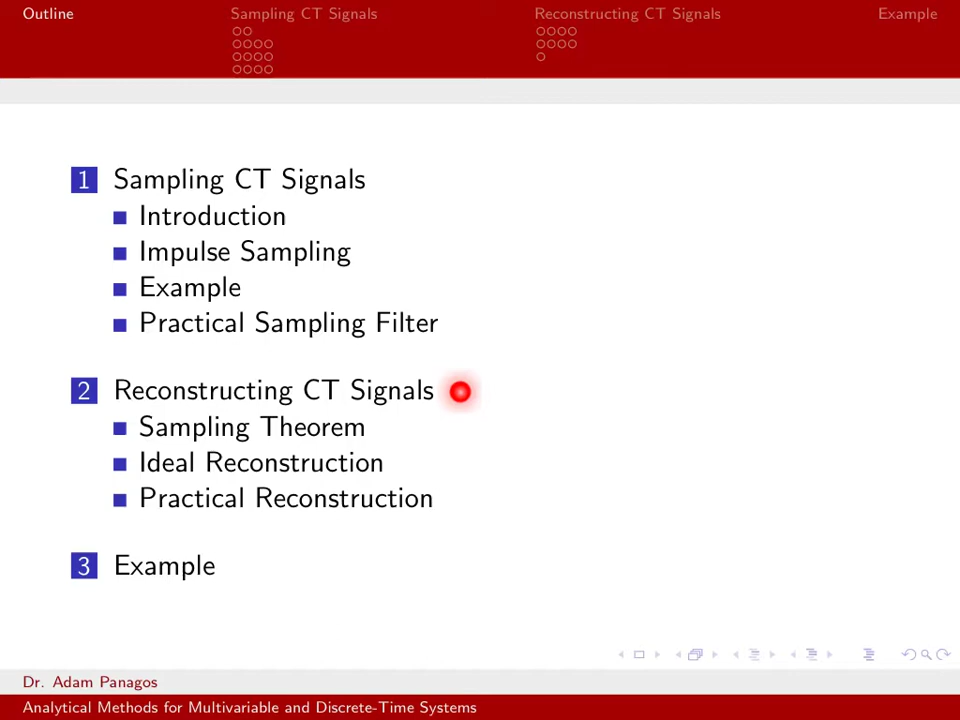 Outline Sampling CT Signals Reconstructing CT Signals Example
1 Sampling CT Signals
Introduction
Impulse Sampling
Example
Practical Sampling Filter
2 Reconstructing CT Signals
Sampling Theorem
Ideal Reconstruction
Practical Reconstruction
3 Example
Dr. Adam Panagos
Analytical Methods for Multivariable and Discrete-Time Systems